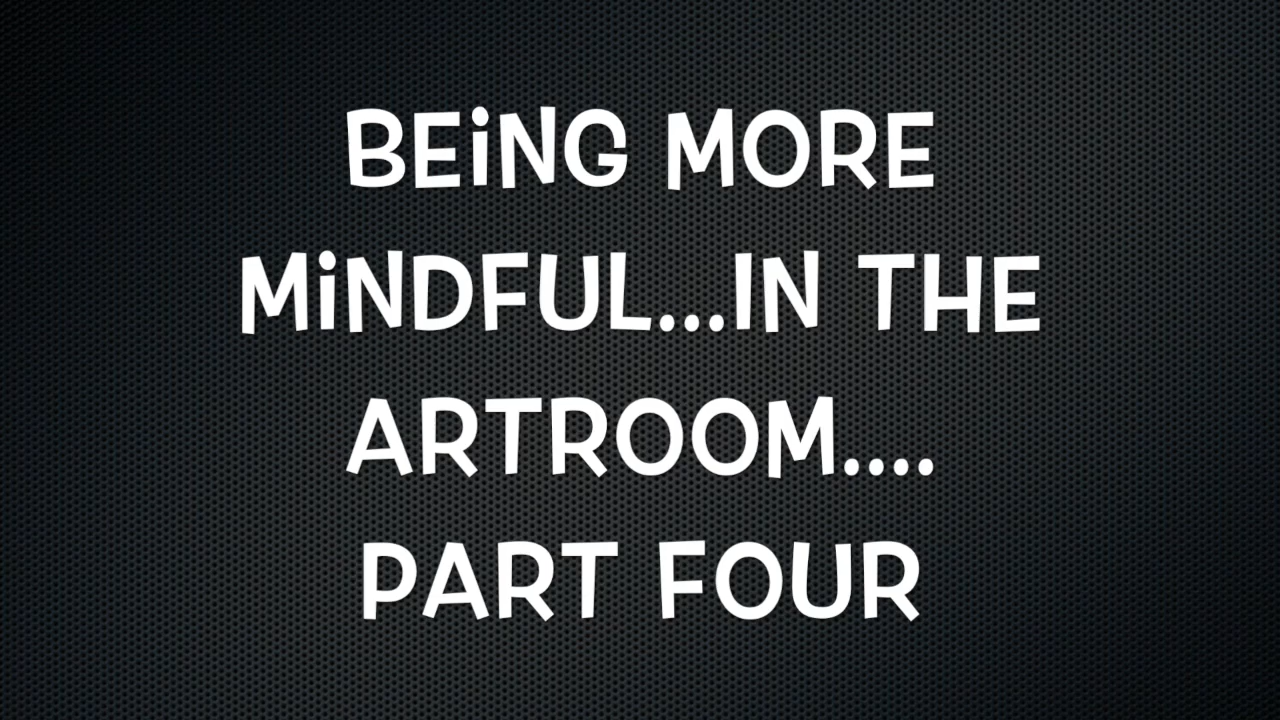 BEiNG MORE
MiNDFUL...IN THE
ARTROOM....
PART FOUR